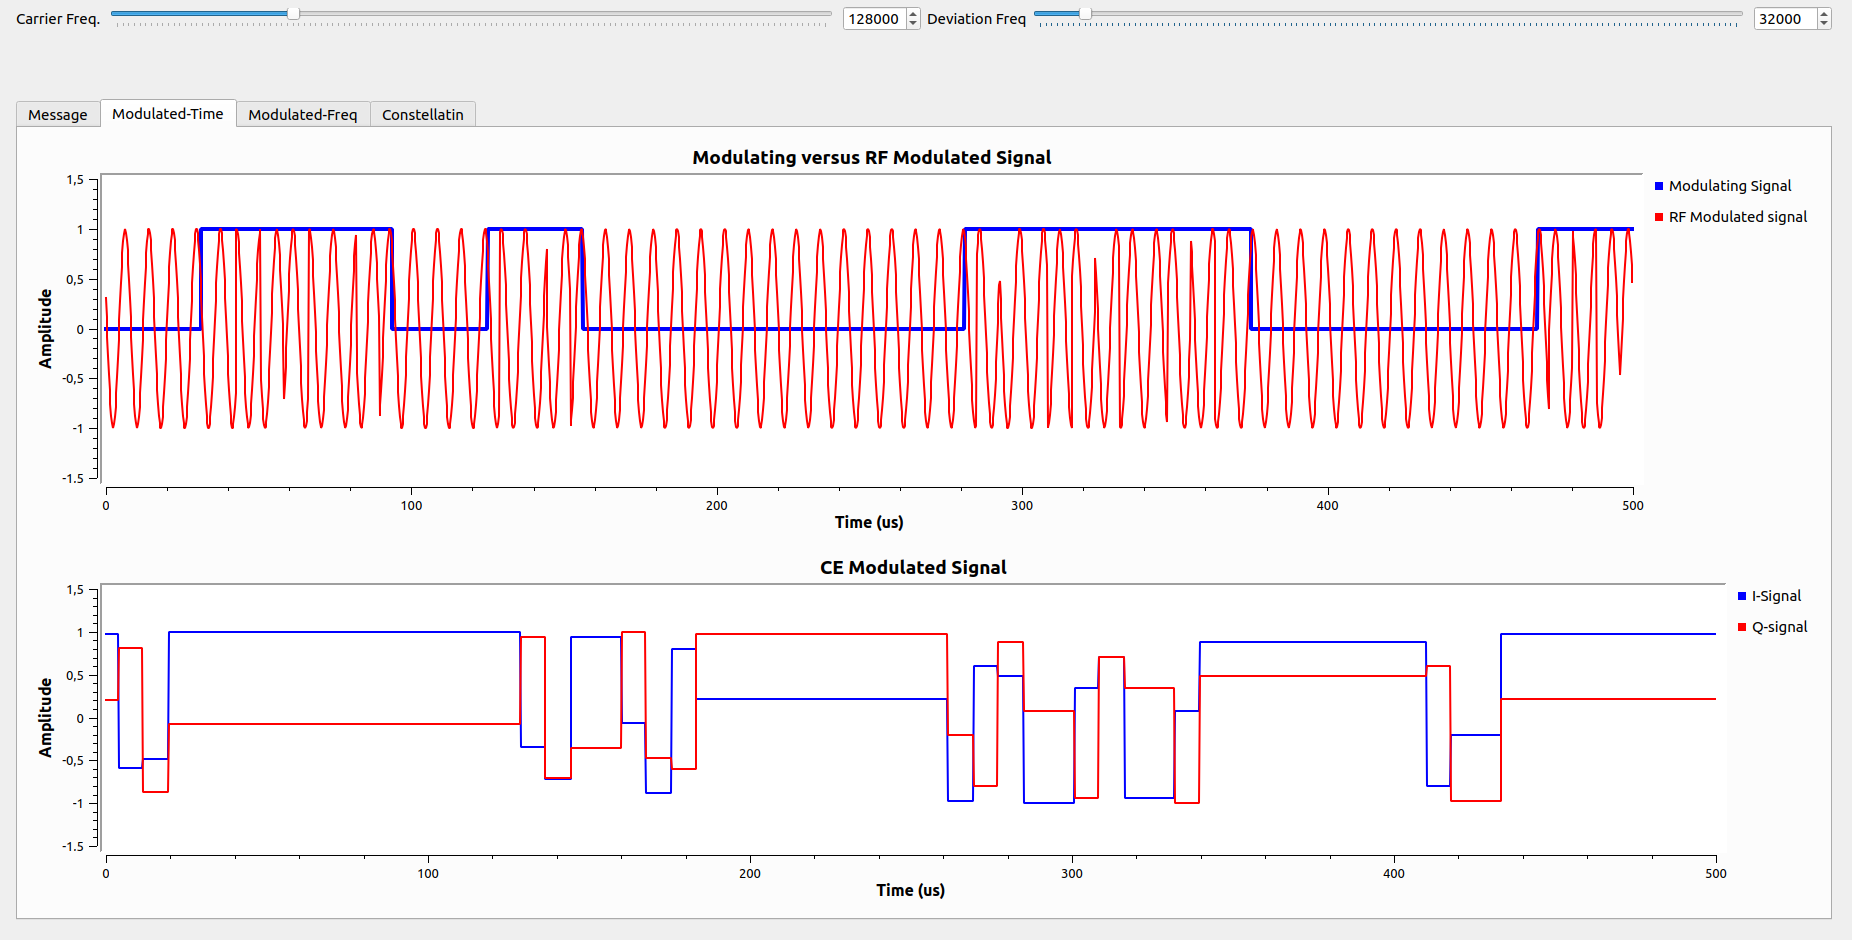 Carrier Freq. 128000 Deviation Freq 32000
Message Modulated-Time Modulated-Freq Constellatin
Modulating versus RF Modulated Signal
1,5
1
0,5
0
-0,5
-1
-1.5
Amplitude
0 100 200 300 400 500
Time (us)
Modulating Signal
RF Modulated signal
CE Modulated Signal
1,5
1
0,5
0
-0,5
-1
-1.5
Amplitude
0 100 200 300 400 500
Time (us)
I-Signal
Q-signal